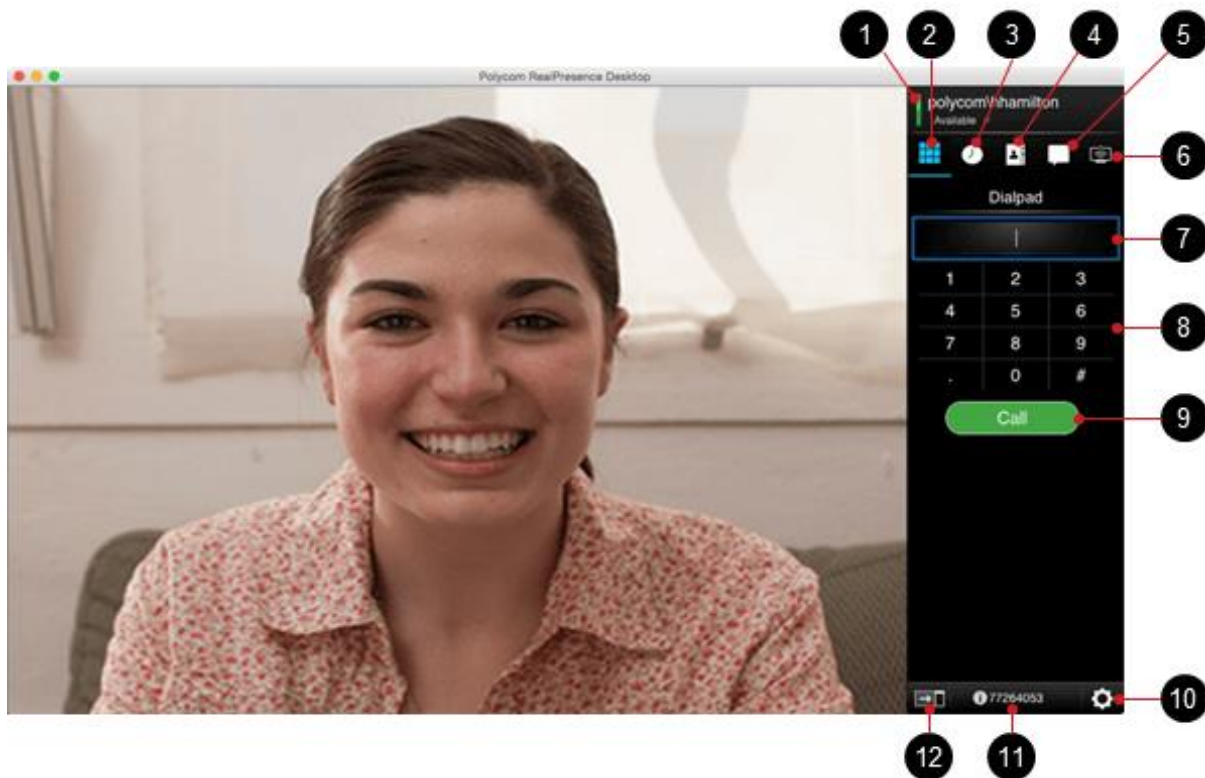 1 2 3 4 5
Polycom RealPresence Desktop
polycom\hhamilton
Available
6
Dialpad
7
1 2 3
4 5 6
8
7 8 9
. 0 #
Call
9
77264053
10
12 11